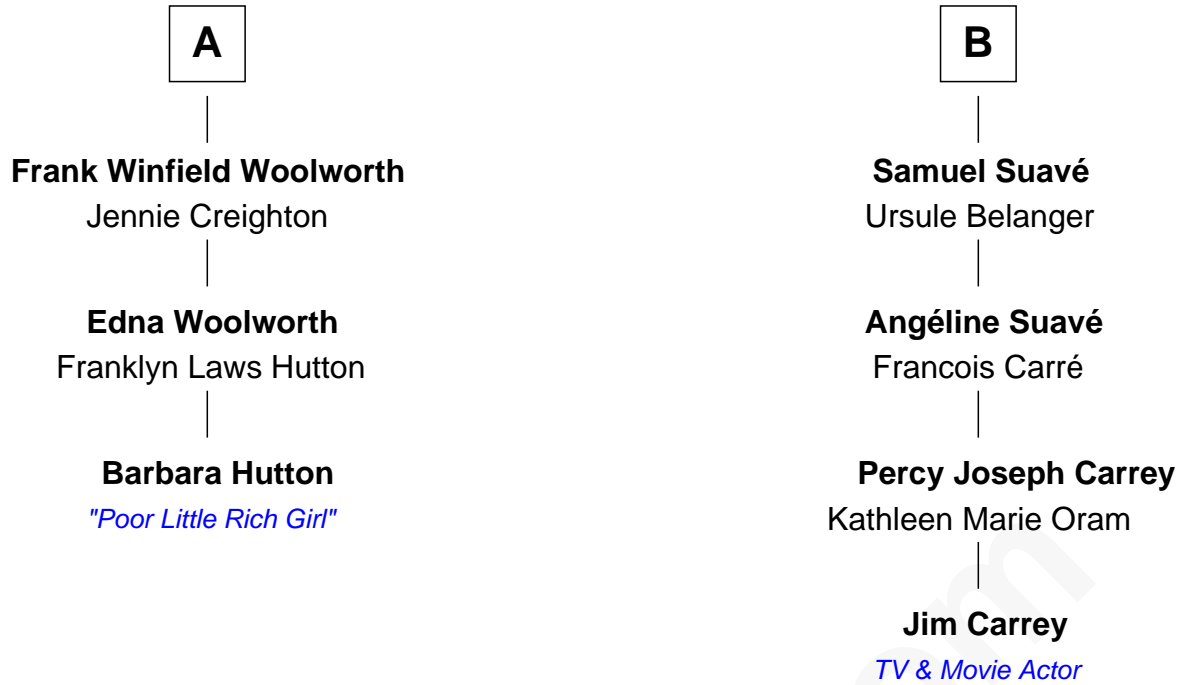 A
B
Frank Winfield Woolworth
Jennie Creighton
Samuel Suavé
Ursule Belanger
Edna Woolworth
Franklyn Laws Hutton
Angéline Suavé
Francois Carré
Barbara Hutton
"Poor Little Rich Girl"
Percy Joseph Carrey
Kathleen Marie Oram
Jim Carrey
TV & Movie Actor
om